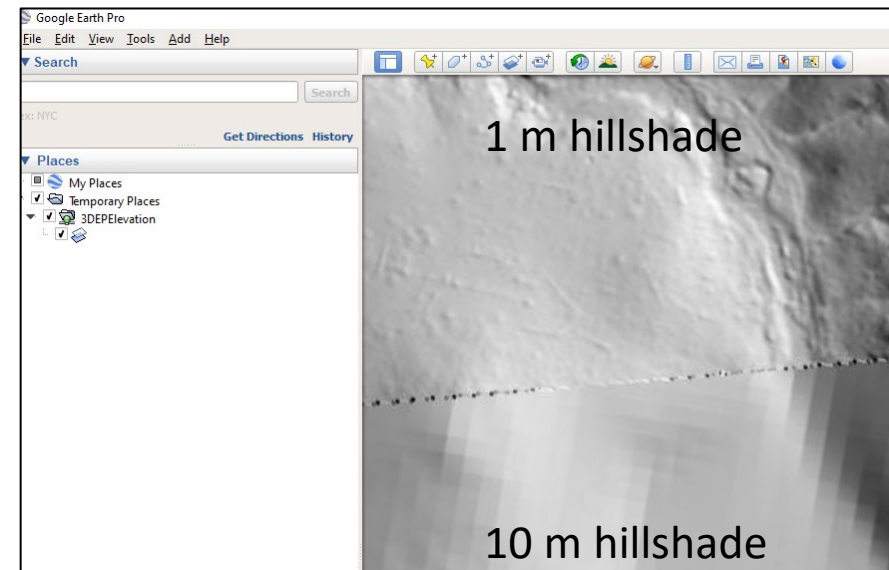 Google Earth Pro
File Edit View Tools Add Help
▼ Search
Search
ex: NYC
Get Directions History
▼ Places
My Places
Temporary Places
3DEPElevation
1 m hillshade
10 m hillshade